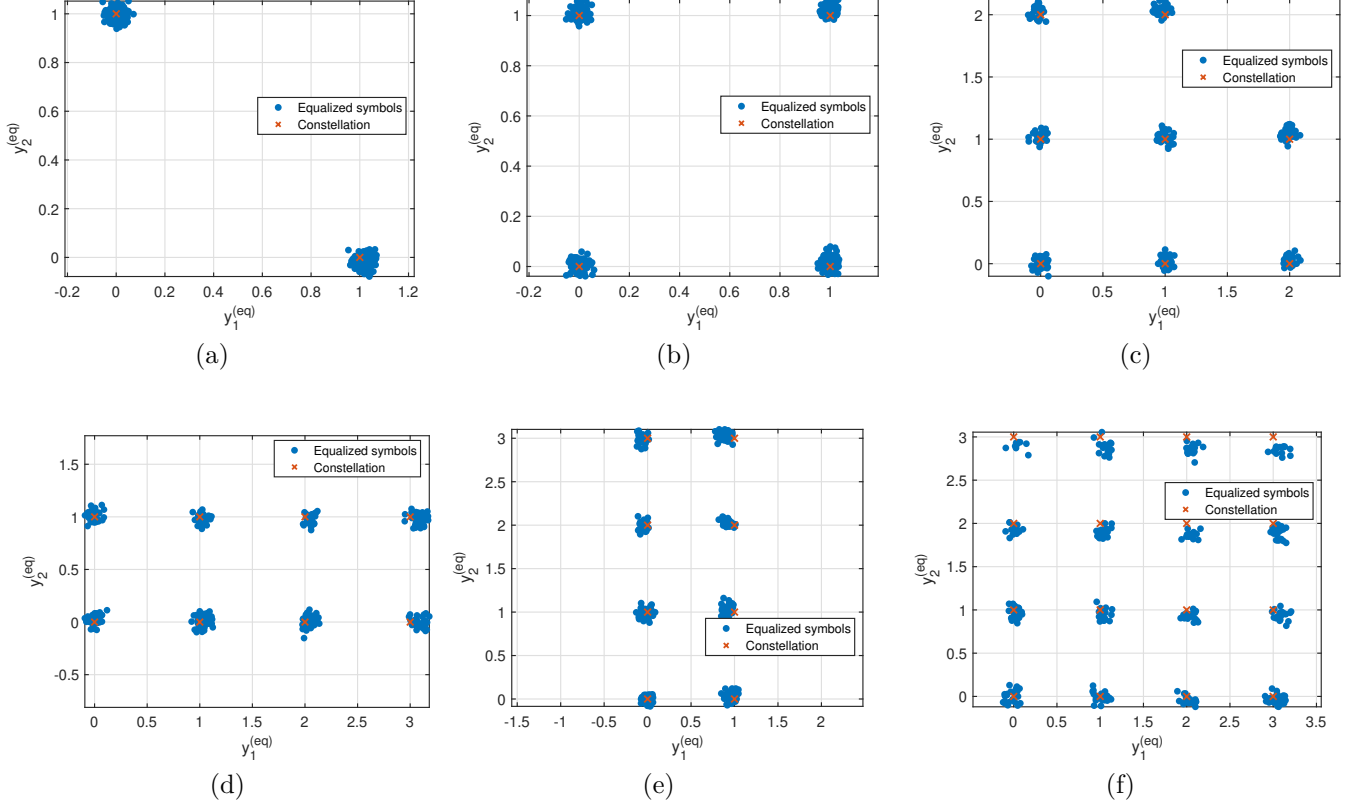 1
0.8
0.6
0.4
0.2
0
-0.2 0 0.2 0.4 0.6 0.8 1 1.2
y_1^(eq)
y_2^(eq)
Equalized symbols
Constellation
(a)
1
0.8
0.6
0.4
0.2
0
0 0.2 0.4 0.6 0.8 1
y_1^(eq)
y_2^(eq)
Equalized symbols
Constellation
(b)
2
1.5
1
0.5
0
0 0.5 1 1.5 2
y_1^(eq)
y_2^(eq)
Equalized symbols
Constellation
(c)
1.5
1
0.5
0
-0.5
0 0.5 1 1.5 2 2.5 3
y_1^(eq)
y_2^(eq)
Equalized symbols
Constellation
(d)
3
2.5
2
1.5
1
0.5
0
-1.5 -1 -0.5 0 0.5 1 1.5 2
y_1^(eq)
y_2^(eq)
Equalized symbols
Constellation
(e)
3
2.5
2
1.5
1
0.5
0
0 0.5 1 1.5 2 2.5 3 3.5
y_1^(eq)
y_2^(eq)
Equalized symbols
Constellation
(f)